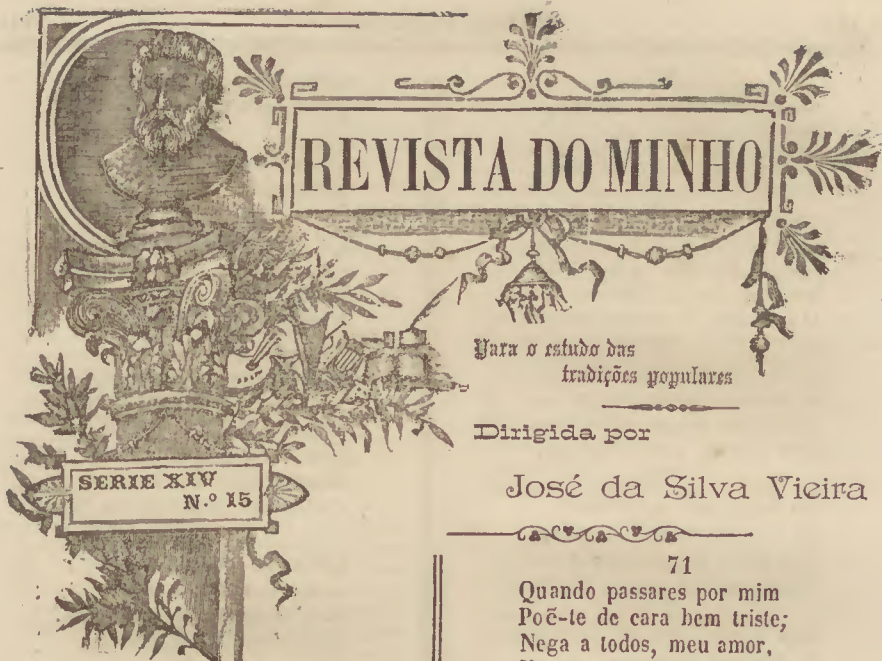 REVISTA DO MINHO
Para o estudo das
tradições populares
Dirigida por
José da Silva Vieira
SERIE XIV
N.º 15
71
Quando passares por mim
Poẽ-te de cara bem triste;
Nega a todos, meu amor,